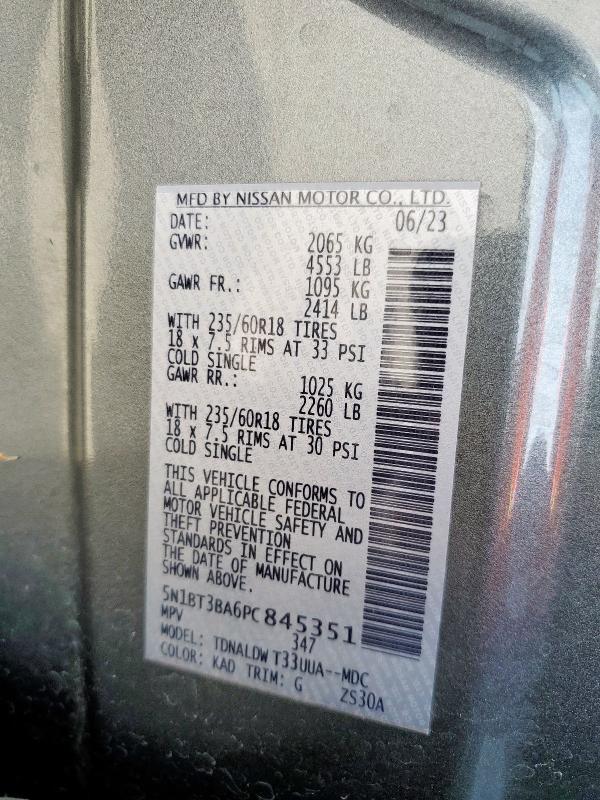 MFD BY NISSAN MOTOR CO., LTD.
DATE: 06/23
GVWR: 2065 KG
4553 LB
GAWR FR.: 1095 KG
2414 LB
WITH 235/60R18 TIRES
18 x 7.5 RIMS AT 33 PSI
COLD SINGLE
GAWR RR.: 1025 KG
2260 LB
WITH 235/60R18 TIRES
18 x 7.5 RIMS AT 30 PSI
COLD SINGLE
THIS VEHICLE CONFORMS TO
ALL APPLICABLE FEDERAL
MOTOR VEHICLE SAFETY AND
THEFT PREVENTION
STANDARDS IN EFFECT ON
THE DATE OF MANUFACTURE
SHOWN ABOVE.
5N1BT3BA6PC845351
MPV 347
MODEL: TDNALDW T33UUA--MDC
COLOR: KAD TRIM: G ZS30A